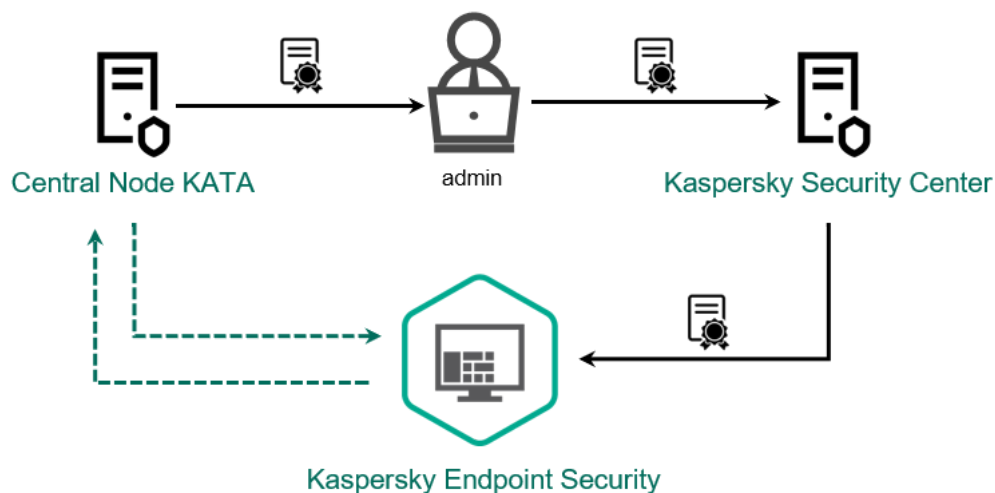 Central Node KATA
admin
Kaspersky Security Center
Kaspersky Endpoint Security